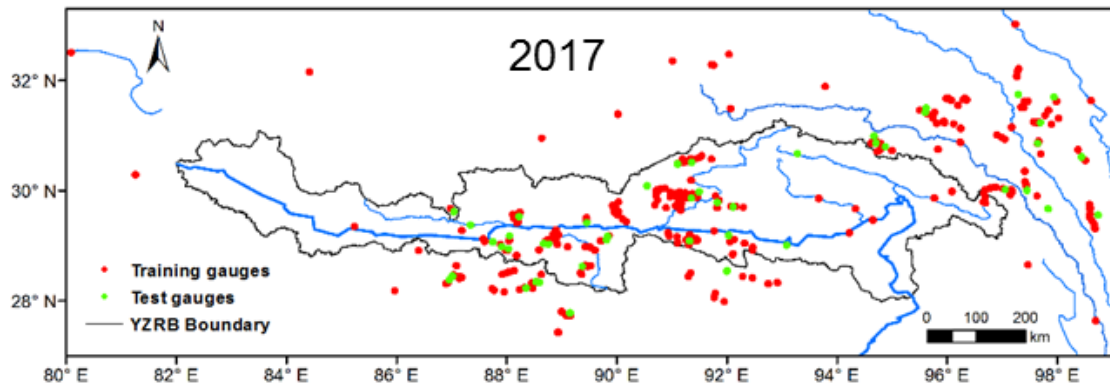 N
2017
32° N
30° N
28° N
Training gauges
Test gauges
YZRB Boundary
0 100 200
km
80° E 82° E 84° E 86° E 88° E 90° E 92° E 94° E 96° E 98° E